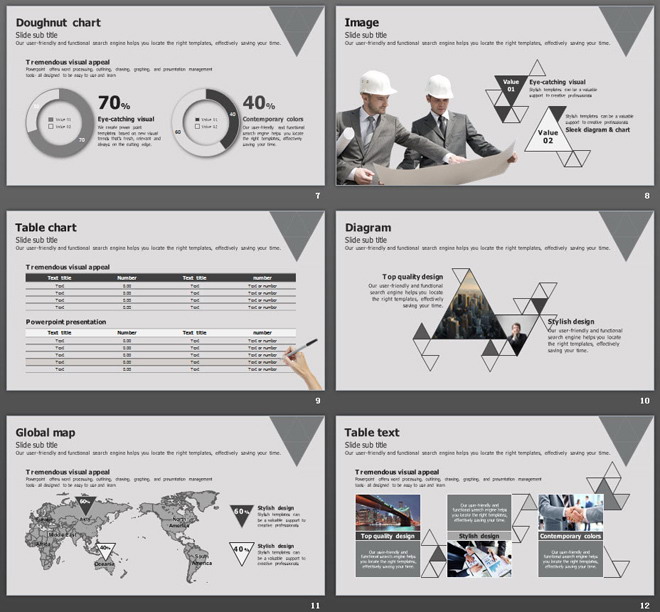 Doughnut chart
Slide sub title
Our user-friendly and functional search engine helps you locate the right templates, effectively saving your time.
Tremendous visual appeal
Powerpoint offers word processing, outlining, drawing, graphing, and presentation management
tools- all designed to be easy to use and learn
70%
Eye-catching visual
We create power point
templates based on new visual
trends that's fresh, relevant and
always on the cutting edge.
Value 01
Value 02
70
40%
Contemporary colors
Our user-friendly and
functional search engine helps
you locate the right templates,
effectively saving your time.
Value 01
Value 02
40
60
7
Image
Slide sub title
Our user-friendly and functional search engine helps you locate the right templates, effectively saving your time.
Value
01
Eye-catching visual
Stylish templates can be a valuable
support to creative professionals
Value
02
Stylish templates can be a valuable
support to creative professionals
Sleek diagram & chart
8
Table chart
Slide sub title
Our user-friendly and functional search engine helps you locate the right templates, effectively saving your time.
Tremendous visual appeal
Text title Number Text title number
Text 0.00 Text Text or number
Text 0.00 Text Text or number
Text 0.00 Text Text or number
Text 0.00 Text Text or number
Powerpoint presentation
Text title Number Text title number
Text 0.00 Text Text or number
Text 0.00 Text Text or number
Text 0.00 Text Text or number
Text 0.00 Text Text or number
Text 0.00 Text Text or number
9
Diagram
Slide sub title
Our user-friendly and functional search engine helps you locate the right templates, effectively saving your time.
Top quality design
Our user-friendly and functional
search engine helps you locate
the right templates, effectively
saving your time.
Stylish design
Our user-friendly and functional
search engine helps you locate
the right templates, effectively
saving your time.
10
Global map
Slide sub title
Our user-friendly and functional search engine helps you locate the right templates, effectively saving your time.
Tremendous visual appeal
Powerpoint offers word processing, outlining, drawing, graphing, and presentation management
tools- all designed to be easy to use and learn
60%
Middle East
40%
Oceania
North
America
South
America
60%
Stylish design
Stylish templates can
be a valuable support to
creative professionals
40%
Stylish design
Stylish templates can
be a valuable support to
creative professionals
11
Table text
Slide sub title
Our user-friendly and functional search engine helps you locate the right templates, effectively saving your time.
Tremendous visual appeal
Powerpoint offers word processing, outlining, drawing, graphing, and presentation management
tools- all designed to be easy to use and learn
Top quality design
Our user-friendly and
functional search engine helps
you locate the right templates,
effectively saving your time.
Our user-friendly and
functional search engine helps
you locate the right templates,
effectively saving your time.
Stylish design
Contemporary colors
Our user-friendly and
functional search engine helps
you locate the right templates,
effectively saving your time.
12